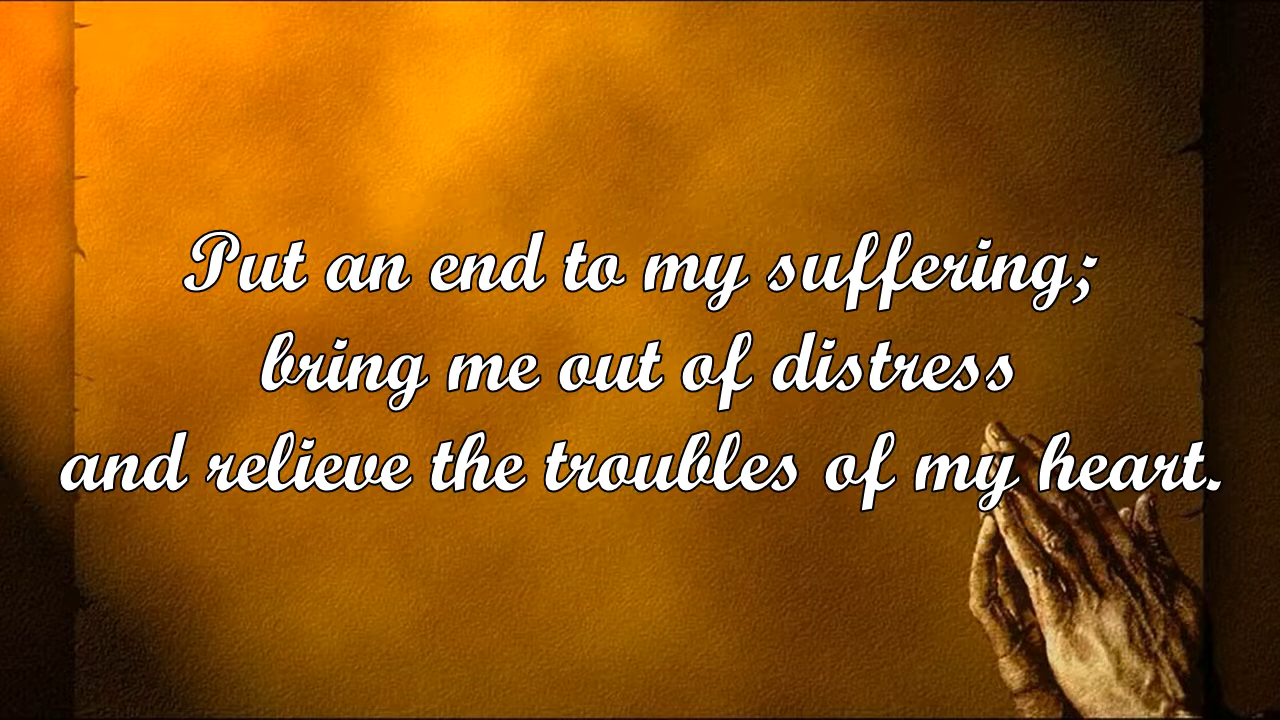 Put an end to my suffering;
bring me out of distress
and relieve the troubles of my heart.